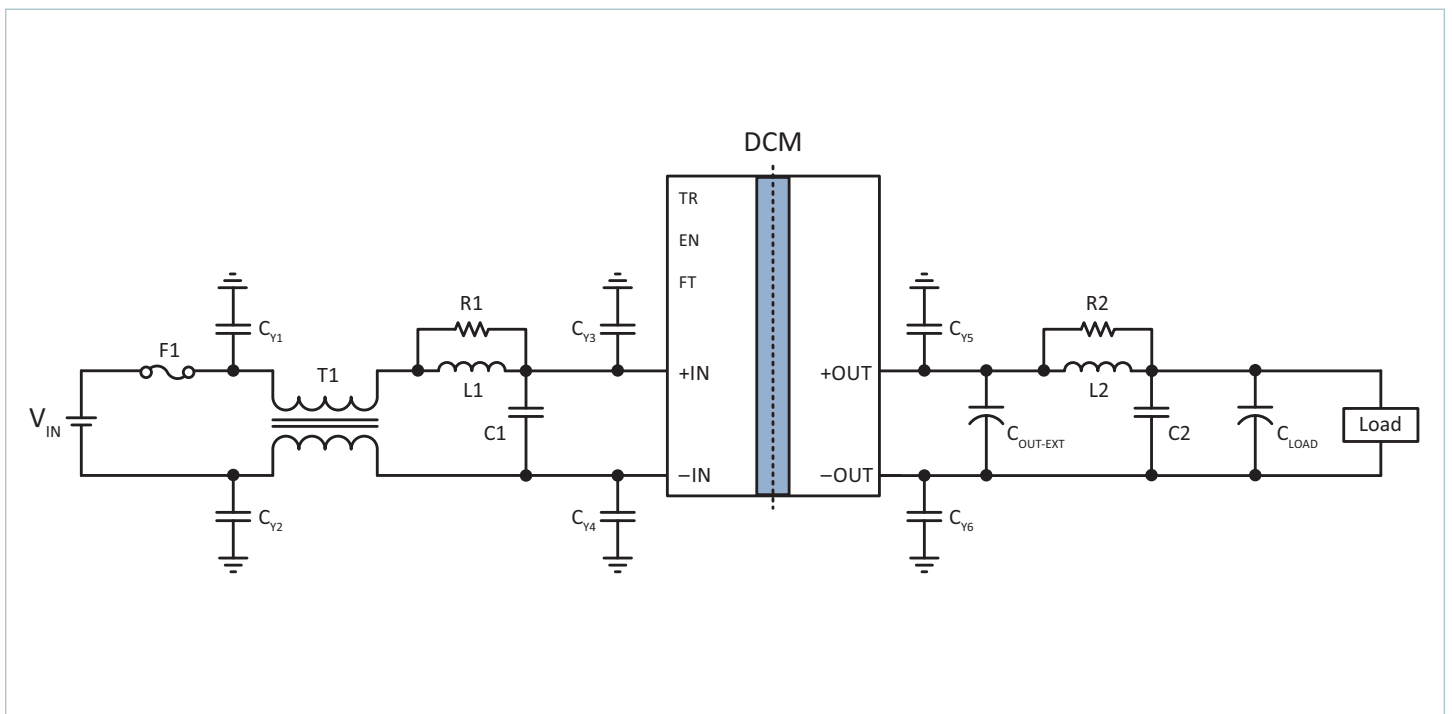 DCM
TR
EN
FT
R1
R2
CY1
CY3
CY5
F1
T1
+IN
+OUT
L1
L2
VIN
C1
COUT-EXT
C2
CLOAD
Load
–IN
–OUT
CY2
CY4
CY6